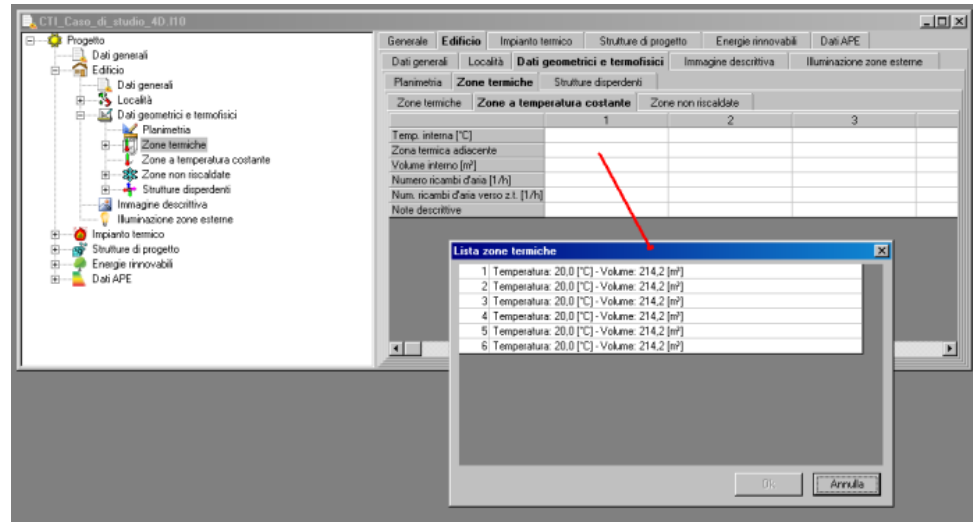 CTI_Caso_di_studio_4D.I10
Progetto
Dati generali
Edificio
Dati generali
Località
Dati geometrici e termofisici
Planimetria
Zone termiche
Zone a temperatura costante
Zone non riscaldate
Strutture disperdenti
Immagine descrittiva
Illuminazione zone esterne
Impianto termico
Strutture di progetto
Energie rinnovabili
Dati APE
Generale Edificio Impianto termico Strutture di progetto Energie rinnovabili Dati APE
Dati generali Località Dati geometrici e termofisici Immagine descrittiva Illuminazione zone esterne
Planimetria Zone termiche Strutture disperdenti
Zone termiche Zone a temperatura costante Zone non riscaldate
1 2 3
Temp. interna [°C]
Zona termica adiacente
Volume interno [m³]
Numero ricambi d'aria [1/h]
Num. ricambi d'aria verso z.t. [1/h]
Note descrittive
Lista zone termiche
1 Temperatura: 20,0 [°C] - Volume: 214,2 [m³]
2 Temperatura: 20,0 [°C] - Volume: 214,2 [m³]
3 Temperatura: 20,0 [°C] - Volume: 214,2 [m³]
4 Temperatura: 20,0 [°C] - Volume: 214,2 [m³]
5 Temperatura: 20,0 [°C] - Volume: 214,2 [m³]
6 Temperatura: 20,0 [°C] - Volume: 214,2 [m³]
Ok Annulla